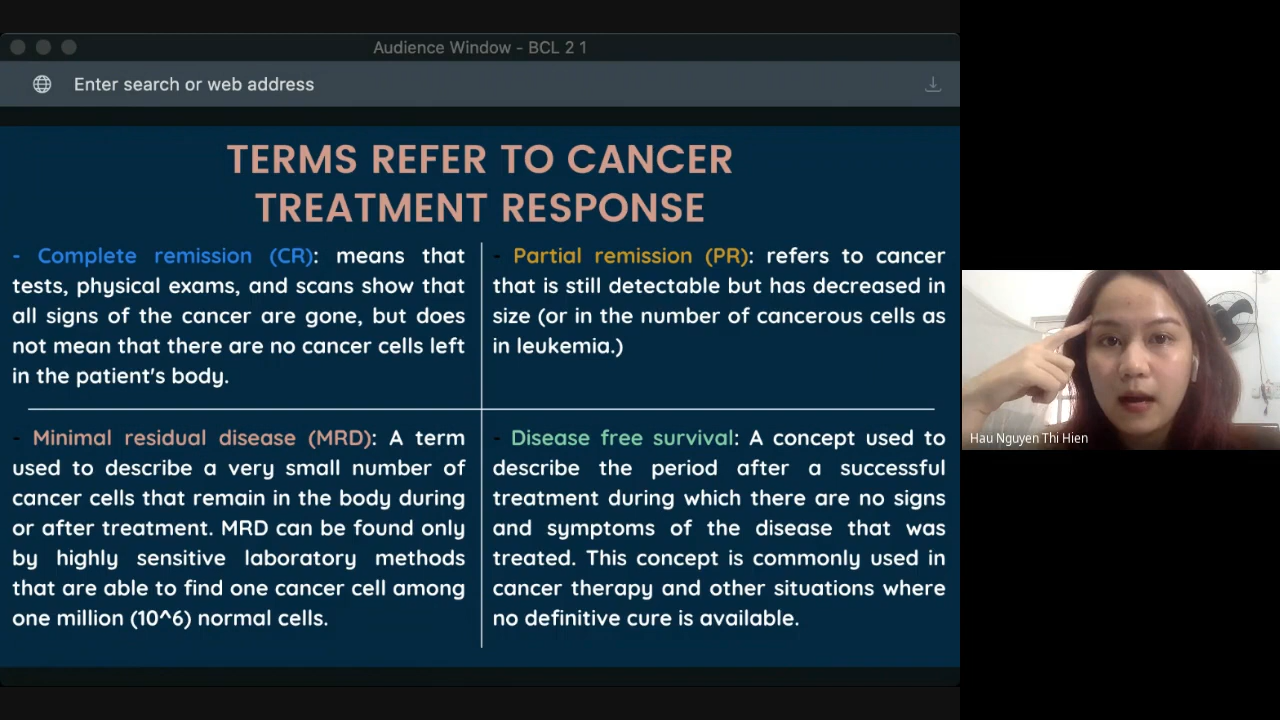 Audience Window - BCL 2 1
Enter search or web address
TERMS REFER TO CANCER
TREATMENT RESPONSE
- Complete remission (CR): means that
tests, physical exams, and scans show that
all signs of the cancer are gone, but does
not mean that there are no cancer cells left
in the patient's body.
- Partial remission (PR): refers to cancer
that is still detectable but has decreased in
size (or in the number of cancerous cells as
in leukemia.)
- Minimal residual disease (MRD): A term
used to describe a very small number of
cancer cells that remain in the body during
or after treatment. MRD can be found only
by highly sensitive laboratory methods
that are able to find one cancer cell among
one million (10^6) normal cells.
- Disease free survival: A concept used to
describe the period after a successful
treatment during which there are no signs
and symptoms of the disease that was
treated. This concept is commonly used in
cancer therapy and other situations where
no definitive cure is available.
Hau Nguyen Thi Hien